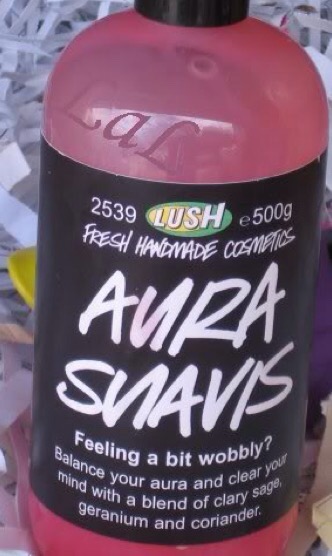 LaL
2539 LUSH e500g
FRESH HANDMADE COSMETICS
AURA
SUAVIS
Feeling a bit wobbly?
Balance your aura and clear your
mind with a blend of clary sage,
geranium and coriander.